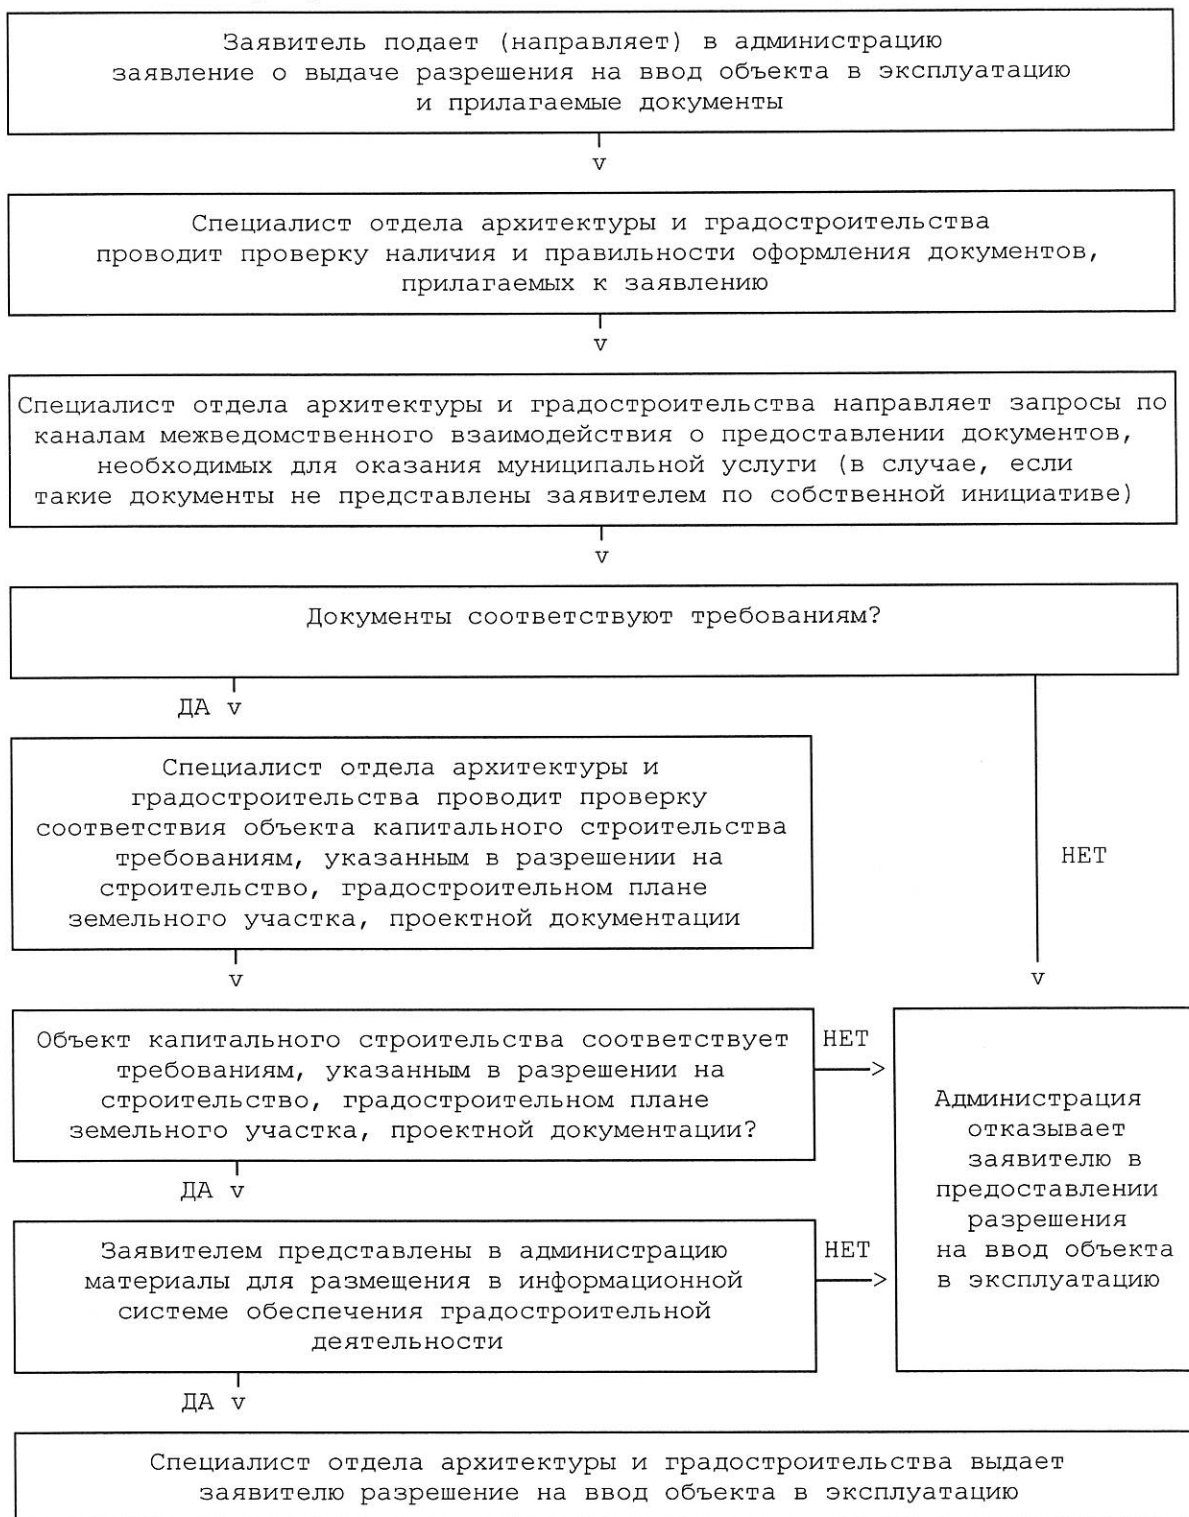 Заявитель подает (направляет) в администрацию
заявление о выдаче разрешения на ввод объекта в эксплуатацию
и прилагаемые документы
v
Специалист отдела архитектуры и градостроительства
проводит проверку наличия и правильности оформления документов,
прилагаемых к заявлению
v
Специалист отдела архитектуры и градостроительства направляет запросы по
каналам межведомственного взаимодействия о предоставлении документов,
необходимых для оказания муниципальной услуги (в случае, если
такие документы не представлены заявителем по собственной инициативе)
v
Документы соответствуют требованиям?
ДА v
Специалист отдела архитектуры и
градостроительства проводит проверку
соответствия объекта капитального строительства
требованиям, указанным в разрешении на
строительство, градостроительном плане
земельного участка, проектной документации
НЕТ
v
v
Объект капитального строительства соответствует
требованиям, указанным в разрешении на
строительство, градостроительном плане
земельного участка, проектной документации?
НЕТ
ДА v
Заявителем представлены в администрацию
материалы для размещения в информационной
системе обеспечения градостроительной
деятельности
НЕТ
Администрация
отказывает
заявителю в
предоставлении
разрешения
на ввод объекта
в эксплуатацию
ДА v
Специалист отдела архитектуры и градостроительства выдает
заявителю разрешение на ввод объекта в эксплуатацию